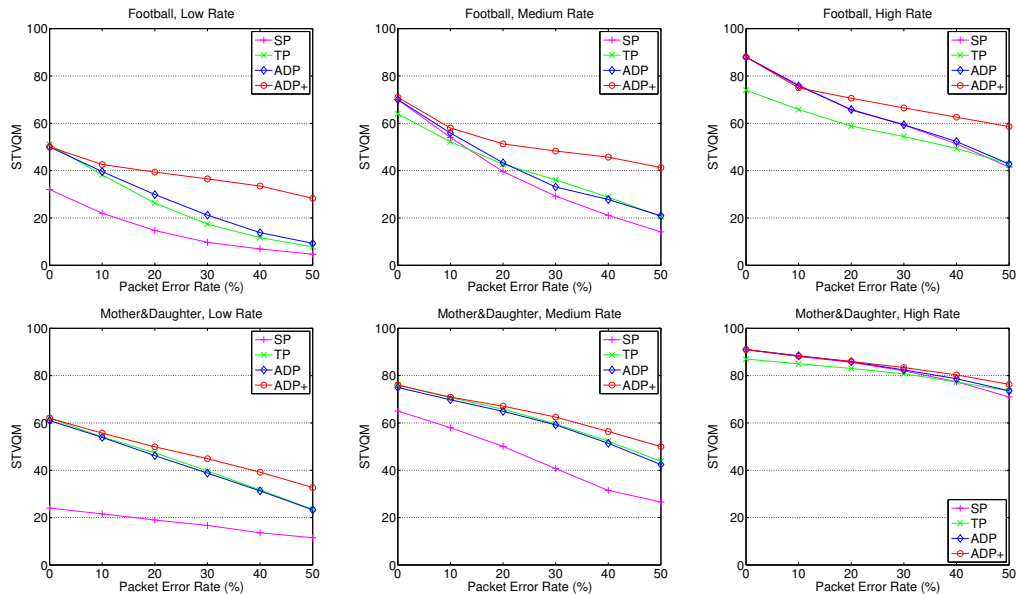 Football, Low Rate
100
80
60
40
20
0
STVQM
SP
TP
ADP
ADP+
0 10 20 30 40 50
Packet Error Rate (%)
Football, Medium Rate
100
80
60
40
20
0
STVQM
SP
TP
ADP
ADP+
0 10 20 30 40 50
Packet Error Rate (%)
Football, High Rate
100
80
60
40
20
0
STVQM
SP
TP
ADP
ADP+
0 10 20 30 40 50
Packet Error Rate (%)
Mother&Daughter, Low Rate
100
80
60
40
20
0
STVQM
SP
TP
ADP
ADP+
0 10 20 30 40 50
Packet Error Rate (%)
Mother&Daughter, Medium Rate
100
80
60
40
20
0
STVQM
SP
TP
ADP
ADP+
0 10 20 30 40 50
Packet Error Rate (%)
Mother&Daughter, High Rate
100
80
60
40
20
0
STVQM
SP
TP
ADP
ADP+
0 10 20 30 40 50
Packet Error Rate (%)